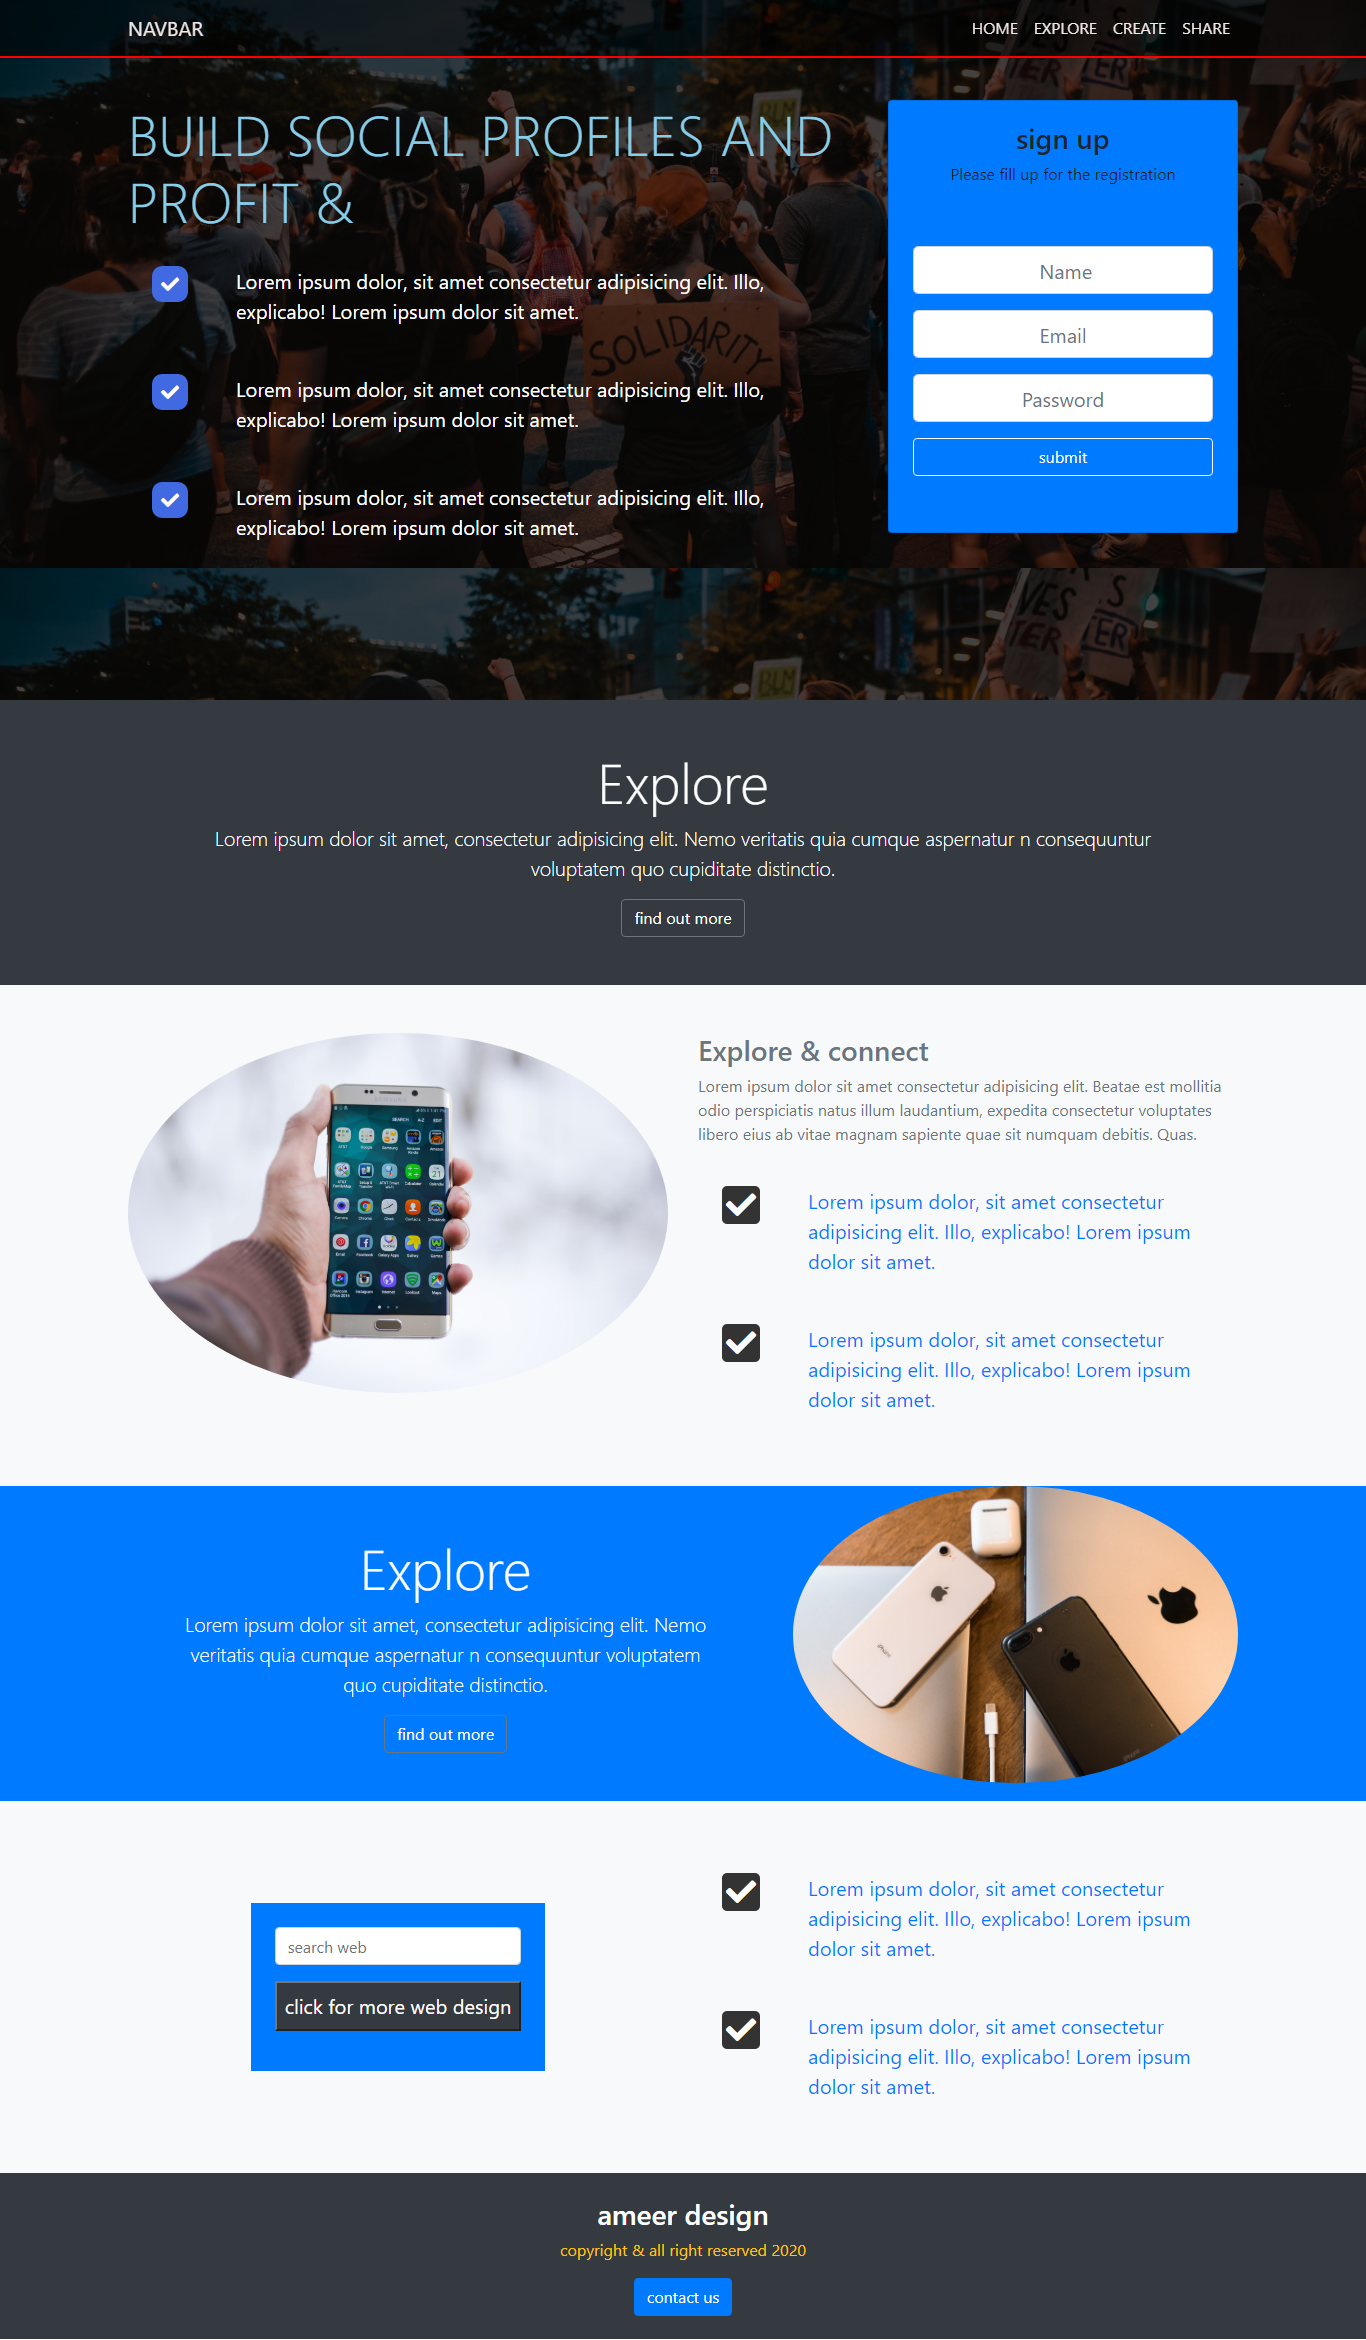 NAVBAR
HOME EXPLORE CREATE SHARE
BUILD SOCIAL PROFILES AND
PROFIT &
Lorem ipsum dolor, sit amet consectetur adipisicing elit. Illo,
explicabo! Lorem ipsum dolor sit amet.
Lorem ipsum dolor, sit amet consectetur adipisicing elit. Illo,
explicabo! Lorem ipsum dolor sit amet.
Lorem ipsum dolor, sit amet consectetur adipisicing elit. Illo,
explicabo! Lorem ipsum dolor sit amet.
SOLIDARITY
BLM
sign up
Please fill up for the registration
Name
Email
Password
submit
BLM
Explore
Lorem ipsum dolor sit amet, consectetur adipisicing elit. Nemo veritatis quia cumque aspernatur n consequuntur
voluptatem quo cupiditate distinctio.
find out more
Explore & connect
Lorem ipsum dolor sit amet consectetur adipisicing elit. Beatae est mollitia
odio perspiciatis natus illum laudantium, expedita consectetur voluptates
libero eius ab vitae magnam sapiente quae sit numquam debitis. Quas.
Lorem ipsum dolor, sit amet consectetur
adipisicing elit. Illo, explicabo! Lorem ipsum
dolor sit amet.
Lorem ipsum dolor, sit amet consectetur
adipisicing elit. Illo, explicabo! Lorem ipsum
dolor sit amet.
Explore
Lorem ipsum dolor sit amet, consectetur adipisicing elit. Nemo
veritatis quia cumque aspernatur n consequuntur voluptatem
quo cupiditate distinctio.
find out more
search web
click for more web design
Lorem ipsum dolor, sit amet consectetur
adipisicing elit. Illo, explicabo! Lorem ipsum
dolor sit amet.
Lorem ipsum dolor, sit amet consectetur
adipisicing elit. Illo, explicabo! Lorem ipsum
dolor sit amet.
ameer design
copyright & all right reserved 2020
contact us